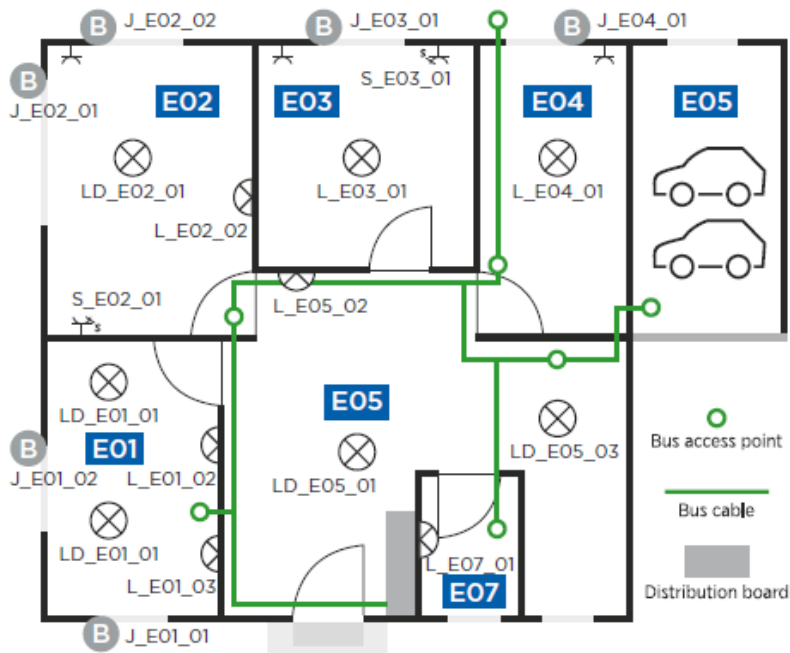 B J_E02_02
B J_E03_01
B J_E04_01
B
J_E02_01
E02
E03
S
S_E03_01
E04
E05
LD_E02_01
L_E03_01
L_E04_01
L_E02_02
S_E02_01
S
L_E05_02
LD_E01_01
E05
E01
B
J_E01_02
L_E01_02
LD_E05_01
LD_E05_03
Bus access point
Bus cable
LD_E01_01
L_E01_03
L_E07_01
E07
Distribution board
B J_E01_01